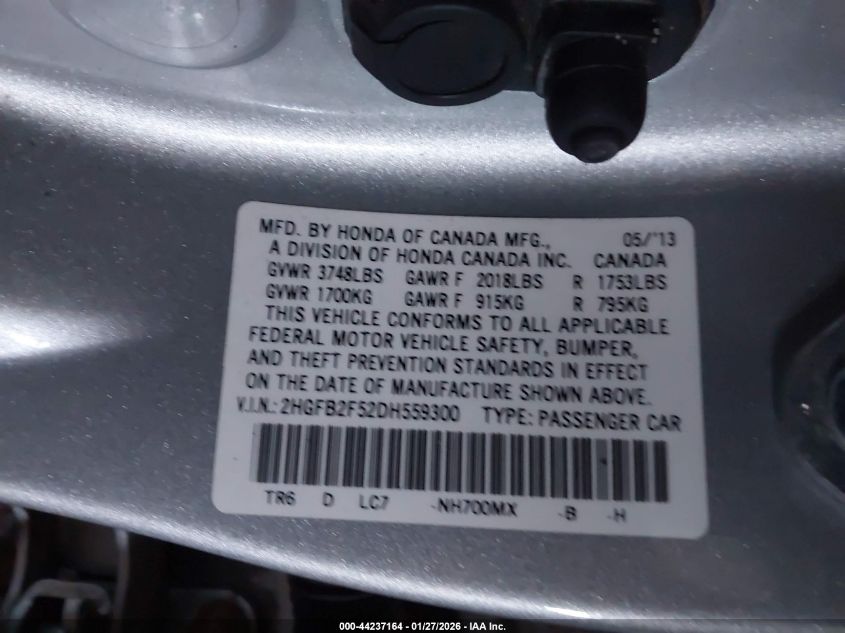 MFD. BY HONDA OF CANADA MFG., 05/'13
A DIVISION OF HONDA CANADA INC. CANADA
GVWR 3748LBS GAWR F 2018LBS R 1753LBS
GVWR 1700KG GAWR F 915KG R 795KG
THIS VEHICLE CONFORMS TO ALL APPLICABLE
FEDERAL MOTOR VEHICLE SAFETY, BUMPER,
AND THEFT PREVENTION STANDARDS IN EFFECT
ON THE DATE OF MANUFACTURE SHOWN ABOVE.
V.I.N.: 2HGFB2F52DH559300 TYPE: PASSENGER CAR
TR6 D LC7 -NH700MX -B -H
000-44237164 - 01/27/2026 - IAA Inc.